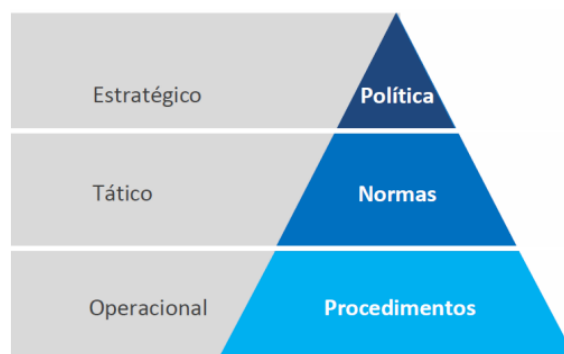 Estratégico
Política
Tático
Normas
Operacional
Procedimentos